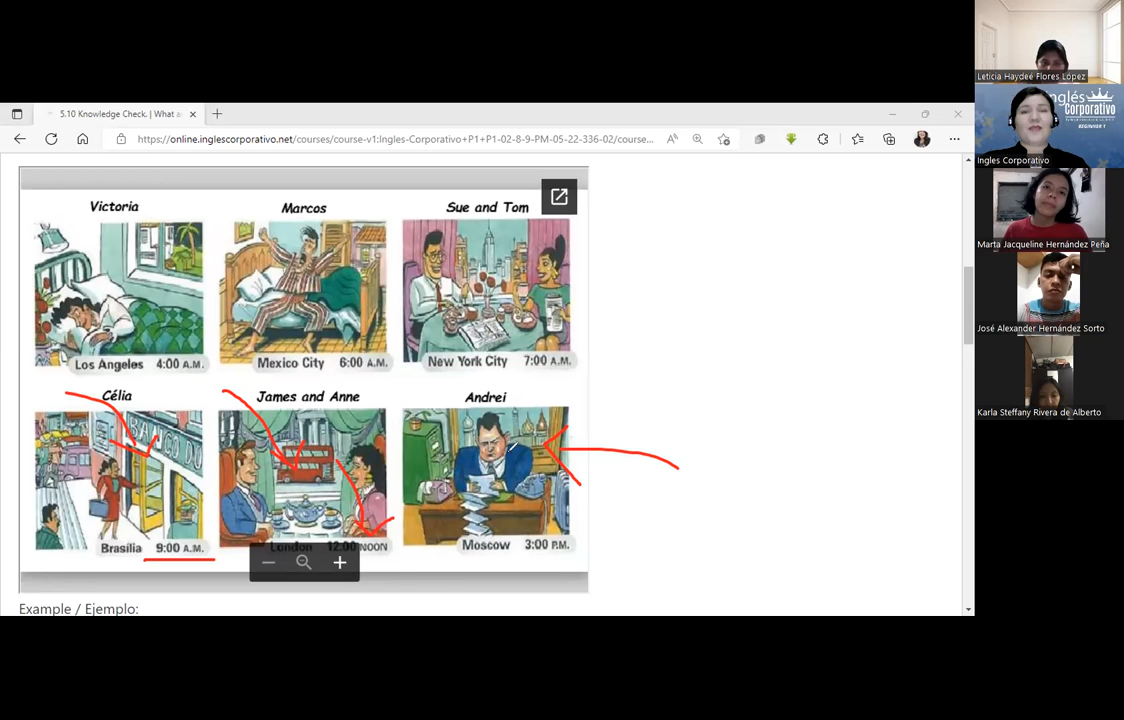 5.10 Knowledge Check. | What a
https://online.inglescorporativo.net/courses/course-v1:Ingles-Corporativo+P1+P1-02-8-9-PM-05-22-336-02/course...
Victoria
Marcos
Sue and Tom
Los Angeles 4:00 A.M.
Mexico City 6:00 A.M.
New York City 7:00 A.M.
Célia
James and Anne
Andrei
BANCO DU
Brasília 9:00 A.M.
London 12:00 NOON
Moscow 3:00 P.M.
Example / Ejemplo:
Leticia Haydeé Flores López
Inglés
Corporativo
BEGINNER 1
Ingles Corporativo
Marta Jacqueline Hernández Peña
José Alexander Hernández Sorto
Karla Steffany Rivera de Alberto